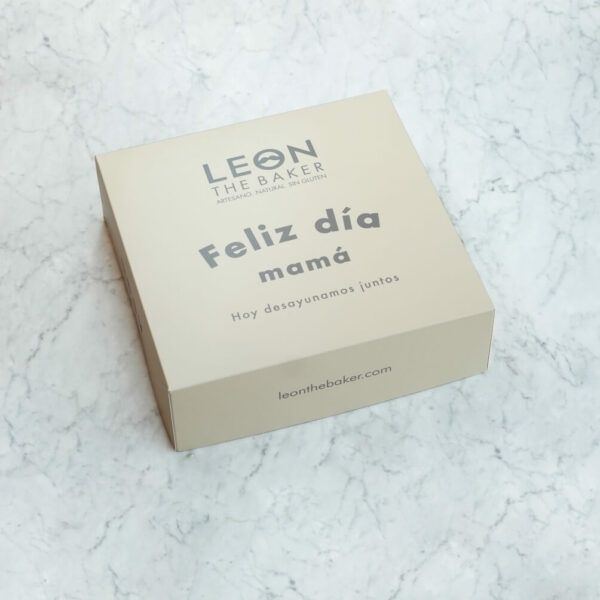 LEON
THE BAKER
ARTESANO. NATURAL. SIN GLUTEN
Feliz día
mamá
Hoy desayunamos juntos
leonthebaker.com